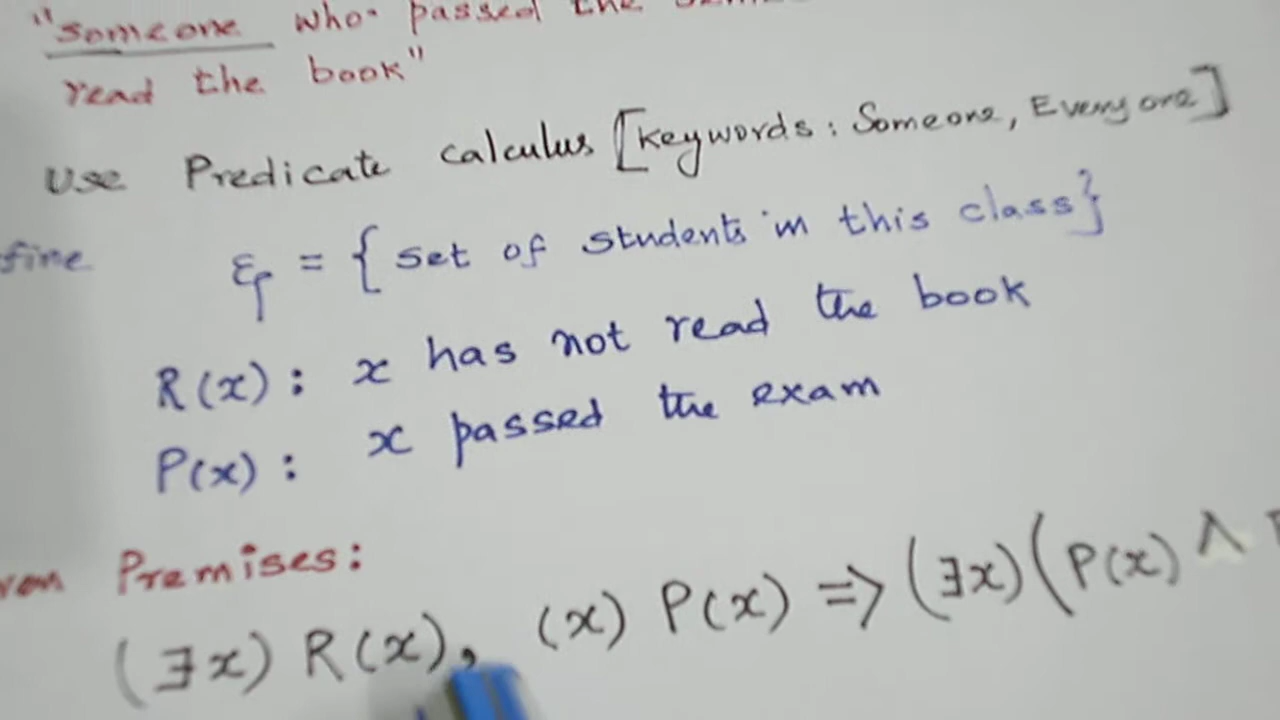 "Someone who passed the
read the book"
Use Predicate calculus [Keywords: Someone, Everyone]
fine ξ = { set of students in this class}
R(x): x has not read the book
P(x): x passed the exam
Premises:
(∃x) R(x), (x) P(x) => (∃x)(P(x) ∧